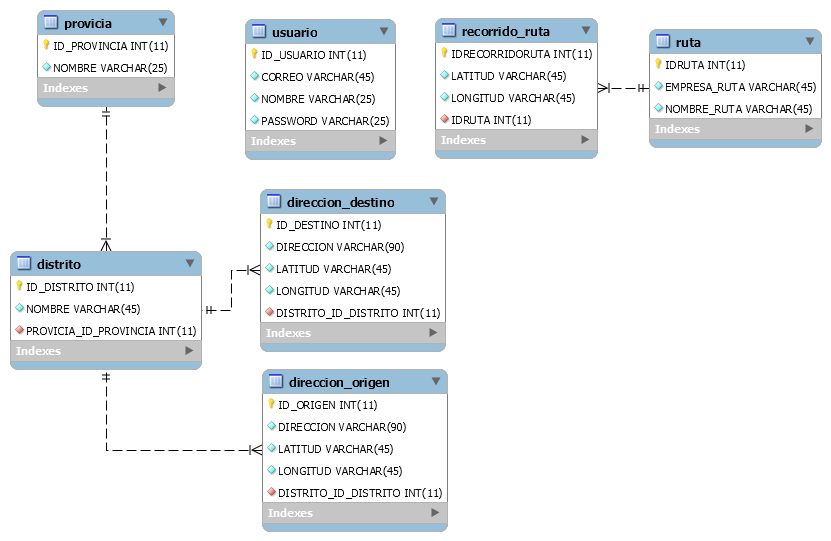 provicia
ID_PROVINCIA INT(11)
NOMBRE VARCHAR(25)
Indexes
usuario
ID_USUARIO INT(11)
CORREO VARCHAR(45)
NOMBRE VARCHAR(25)
PASSWORD VARCHAR(25)
Indexes
recorrido_ruta
IDRECORRIDORUTA INT(11)
LATITUD VARCHAR(45)
LONGITUD VARCHAR(45)
IDRUTA INT(11)
Indexes
ruta
IDRUTA INT(11)
EMPRESA_RUTA VARCHAR(45)
NOMBRE_RUTA VARCHAR(45)
Indexes
distrito
ID_DISTRITO INT(11)
NOMBRE VARCHAR(45)
PROVICIA_ID_PROVINCIA INT(11)
Indexes
direccion_destino
ID_DESTINO INT(11)
DIRECCION VARCHAR(90)
LATITUD VARCHAR(45)
LONGITUD VARCHAR(45)
DISTRITO_ID_DISTRITO INT(11)
Indexes
direccion_origen
ID_ORIGEN INT(11)
DIRECCION VARCHAR(90)
LATITUD VARCHAR(45)
LONGITUD VARCHAR(45)
DISTRITO_ID_DISTRITO INT(11)
Indexes